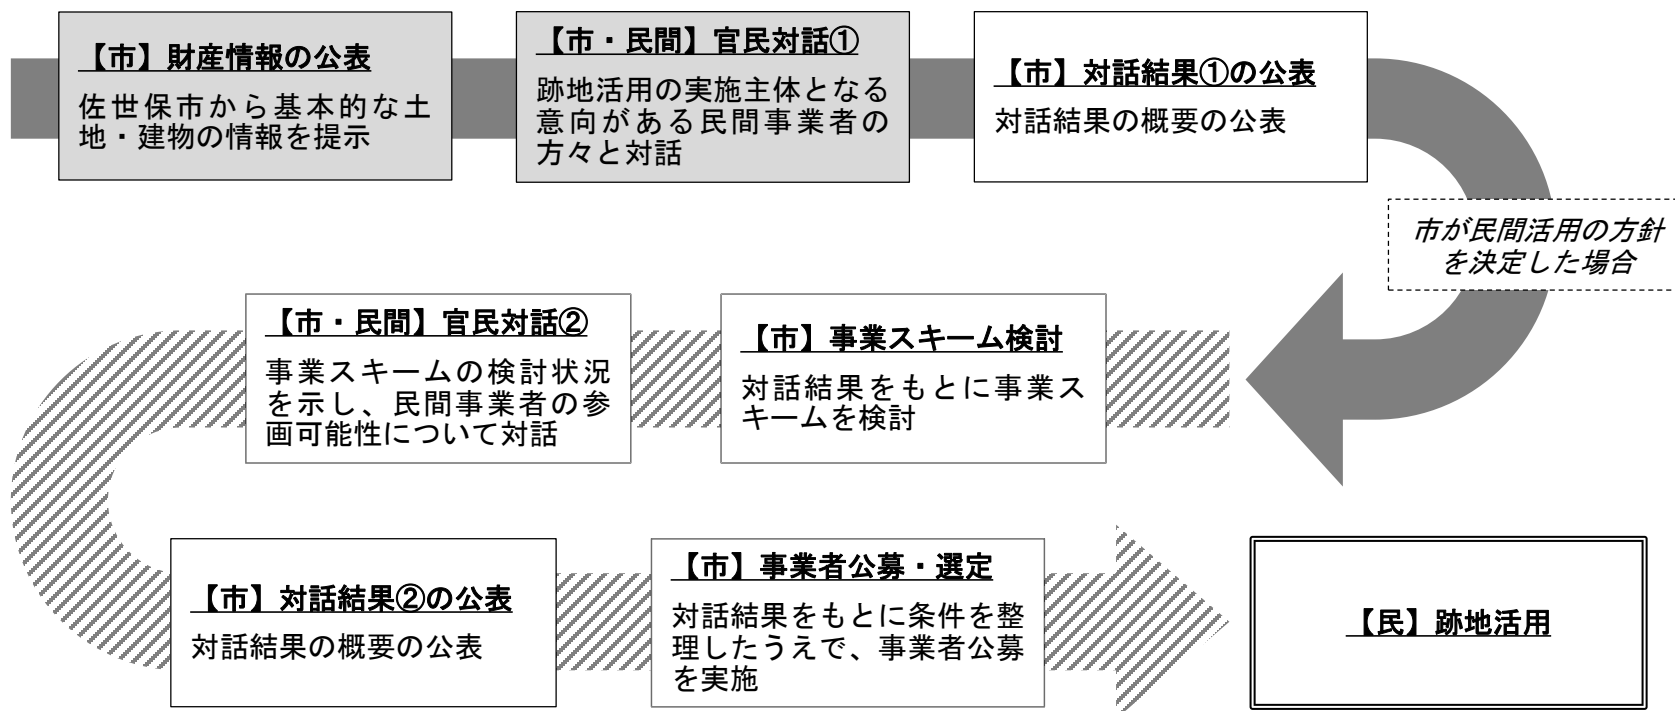 【市】財産情報の公表
佐世保市から基本的な土
地・建物の情報を提示
【市・民間】官民対話①
跡地活用の実施主体となる
意向がある民間事業者の
方々と対話
【市】対話結果①の公表
対話結果の概要の公表
市が民間活用の方針
を決定した場合
【市】事業スキーム検討
対話結果をもとに事業ス
キームを検討
【市・民間】官民対話②
事業スキームの検討状況
を示し、民間事業者の参
画可能性について対話
【市】対話結果②の公表
対話結果の概要の公表
【市】事業者公募・選定
対話結果をもとに条件を整
理したうえで、事業者公募
を実施
【民】跡地活用